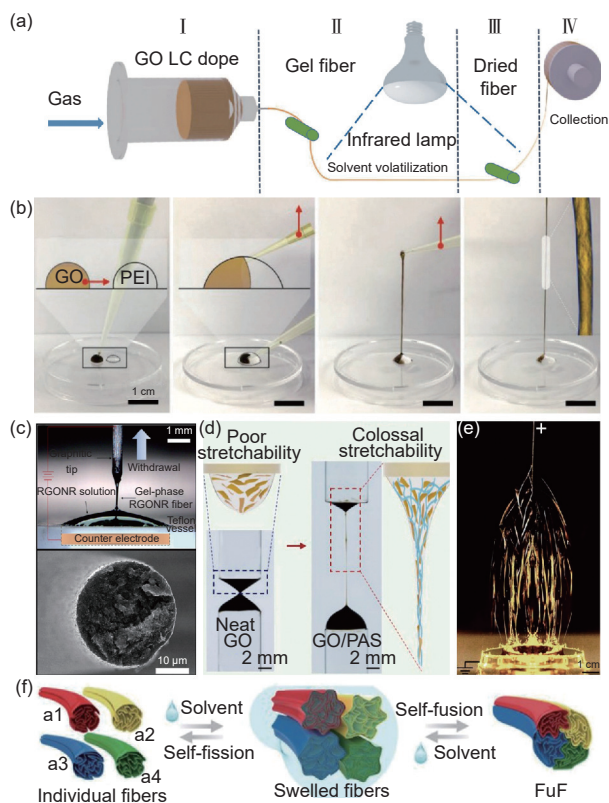 (a)
I
II
III
IV
GO LC dope
Gel fiber
Dried
fiber
Gas
Infrared lamp
Solvent volatilization
Collection
(b)
GO
PEI
1 cm
(c)
1 mm
Graphitic
tip
Withdrawal
RGONR solution
Gel-phase
RGONR fiber
Teflon
vessel
Counter electrode
10 μm
(d)
Poor
stretchability
Colossal
stretchability
Neat
GO
2 mm
GO/PAS
2 mm
(e)
+
1 cm
(f)
a1
a2
a3
a4
Individual fibers
Solvent
Self-fission
Swelled fibers
Self-fusion
Solvent
FuF